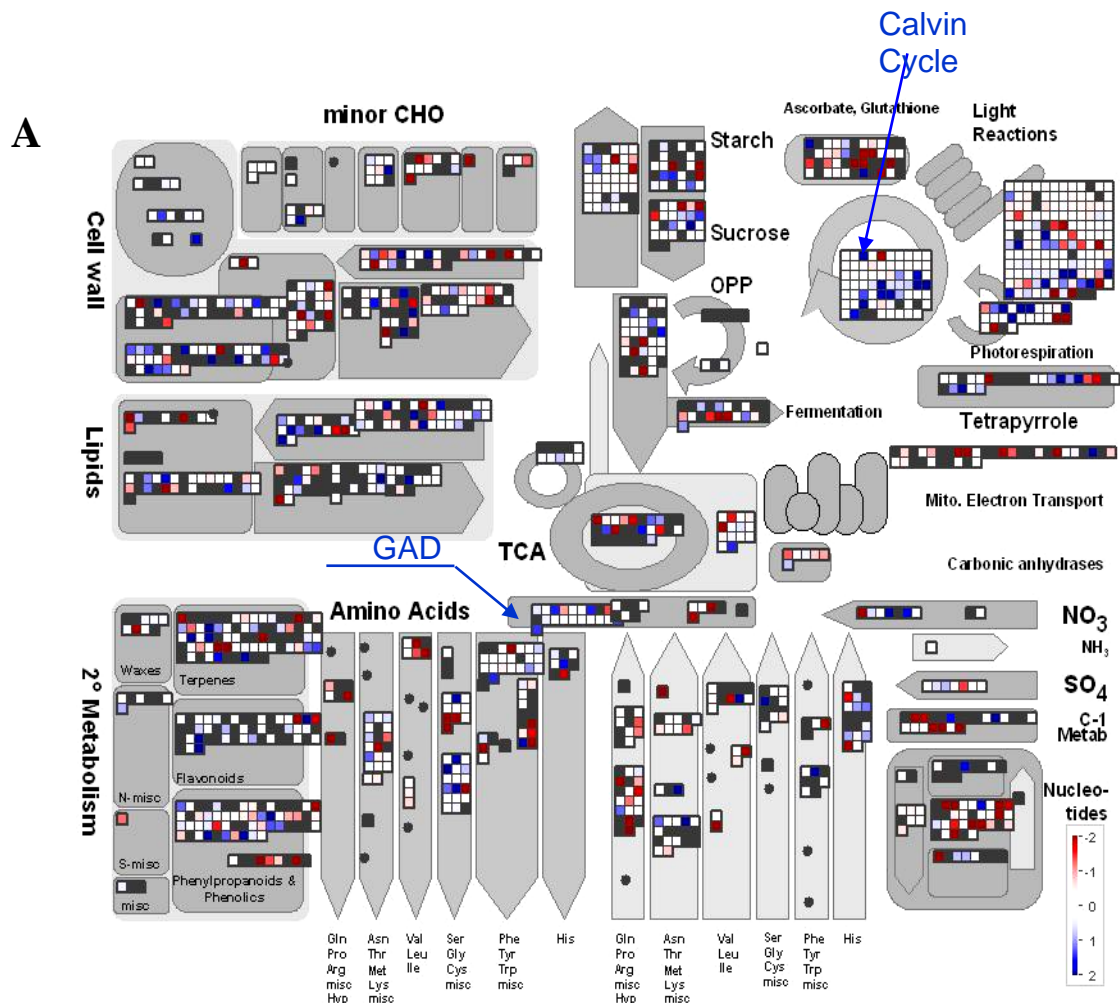 Calvin
Cycle
A
minor CHO
Starch
Sucrose
Ascorbate, Glutathione
Light
Reactions
Cell wall
OPP
Photorespiration
Fermentation
Tetrapyrrole
Lipids
Mito. Electron Transport
TCA
Carbonic anhydrases
GAD
Amino Acids
NO3
NH3
SO4
C-1
Metab
Nucleo-
tides
2° Metabolism
Waxes
Terpenes
N-misc
Flavonoids
S-misc
misc
Phenylpropanoids &
Phenolics
-2
-1
0
1
2
Gln
Pro
Arg
misc
Hyp
Asn
Thr
Met
Lys
misc
Val
Leu
Ile
Ser
Gly
Cys
misc
Phe
Tyr
Trp
misc
His
Gln
Pro
Arg
misc
Hyp
Asn
Thr
Met
Lys
misc
Val
Leu
Ile
Ser
Gly
Cys
misc
Phe
Tyr
Trp
misc
His